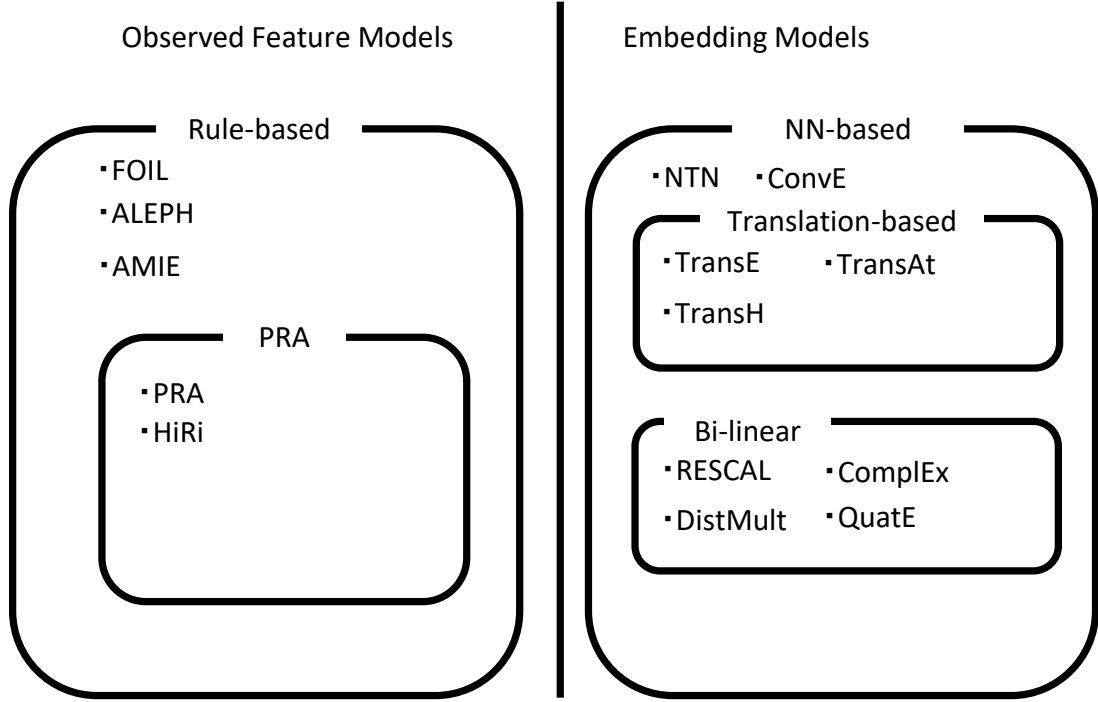 Observed Feature Models
Rule-based
・FOIL
・ALEPH
・AMIE
PRA
・PRA
・HiRi
Embedding Models
NN-based
・NTN ・ConvE
Translation-based
・TransE ・TransAt
・TransH
Bi-linear
・RESCAL ・ComplEx
・DistMult ・QuatE